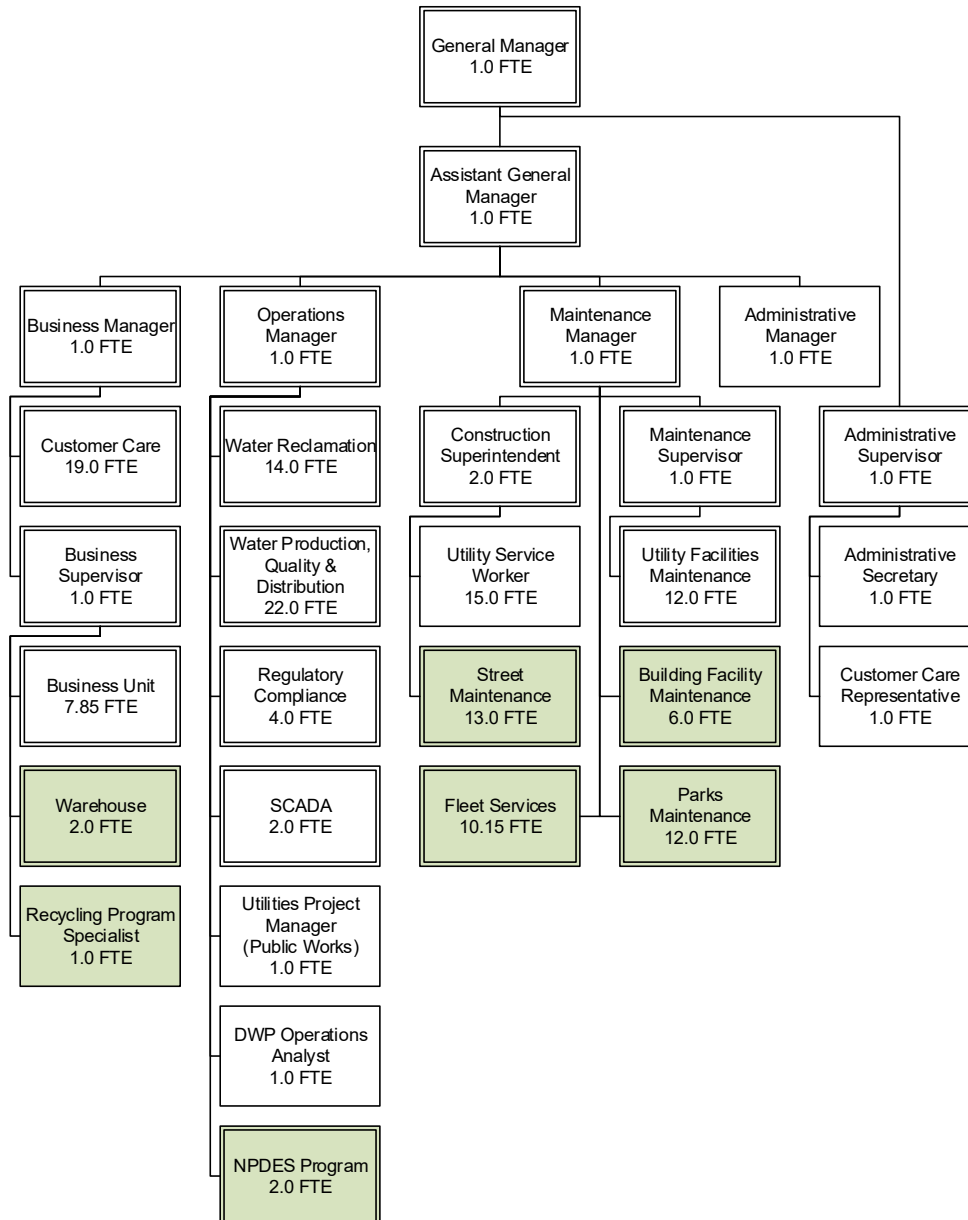 General Manager
1.0 FTE
Assistant General
Manager
1.0 FTE
Business Manager
1.0 FTE
Operations
Manager
1.0 FTE
Maintenance
Manager
1.0 FTE
Administrative
Manager
1.0 FTE
Customer Care
19.0 FTE
Water Reclamation
14.0 FTE
Construction
Superintendent
2.0 FTE
Maintenance
Supervisor
1.0 FTE
Administrative
Supervisor
1.0 FTE
Business
Supervisor
1.0 FTE
Water Production,
Quality &
Distribution
22.0 FTE
Utility Service
Worker
15.0 FTE
Utility Facilities
Maintenance
12.0 FTE
Administrative
Secretary
1.0 FTE
Business Unit
7.85 FTE
Regulatory
Compliance
4.0 FTE
Street
Maintenance
13.0 FTE
Building Facility
Maintenance
6.0 FTE
Customer Care
Representative
1.0 FTE
Warehouse
2.0 FTE
SCADA
2.0 FTE
Fleet Services
10.15 FTE
Parks
Maintenance
12.0 FTE
Recycling Program
Specialist
1.0 FTE
Utilities Project
Manager
(Public Works)
1.0 FTE
DWP Operations
Analyst
1.0 FTE
NPDES Program
2.0 FTE